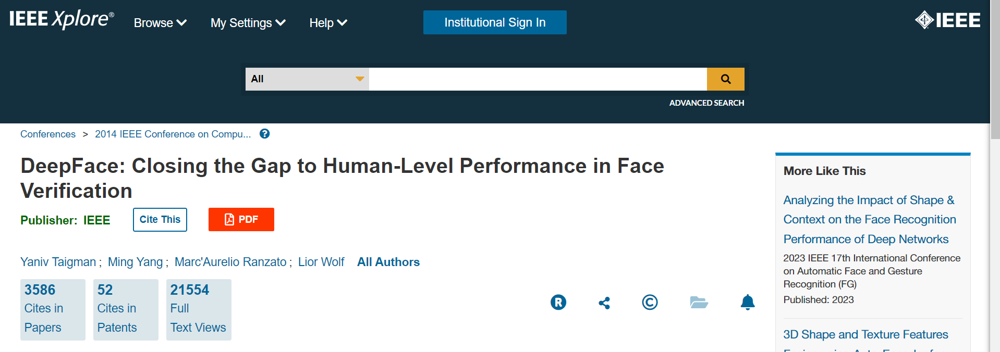 IEEE Xplore®
Browse
My Settings
Help
Institutional Sign In
IEEE
All
ADVANCED SEARCH
Conferences > 2014 IEEE Conference on Compu... ?
DeepFace: Closing the Gap to Human-Level Performance in Face
Verification
Publisher: IEEE
Cite This
PDF
Yaniv Taigman ; Ming Yang ; Marc'Aurelio Ranzato ; Lior Wolf All Authors
3586
Cites in
Papers
52
Cites in
Patents
21554
Full
Text Views
R
©
More Like This
Analyzing the Impact of Shape &
Context on the Face Recognition
Performance of Deep Networks
2023 IEEE 17th International Conference
on Automatic Face and Gesture
Recognition (FG)
Published: 2023
3D Shape and Texture Features